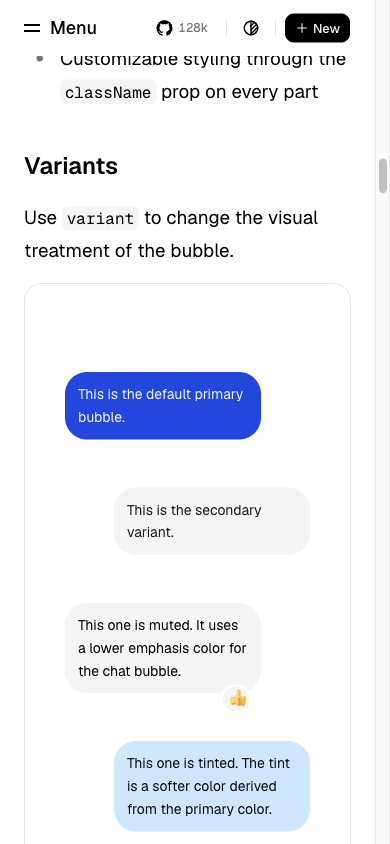 Menu
128k
New
Customizable styling through the
className prop on every part
Variants
Use variant to change the visual
treatment of the bubble.
This is the default primary
bubble.
This is the secondary
variant.
This one is muted. It uses
a lower emphasis color for
the chat bubble.
This one is tinted. The tint
is a softer color derived
from the primary color.